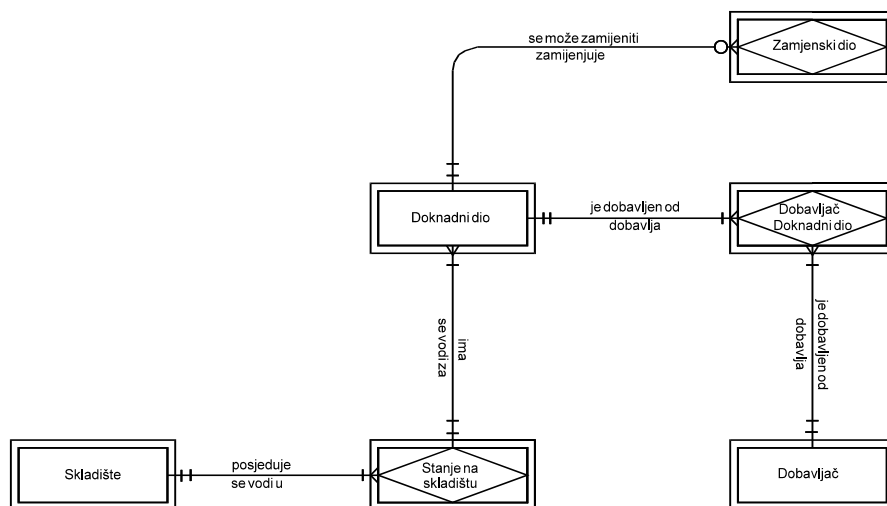 se može zamijeniti
zamijenjuje
Zamjenski dio
Doknadni dio
je dobavljen od
dobavlja
Dobavljač
Doknadni dio
ima
se vodi za
je dobavljen od
dobavlja
Skladište
posjeduje
se vodi u
Stanje na
skladištu
Dobavljač